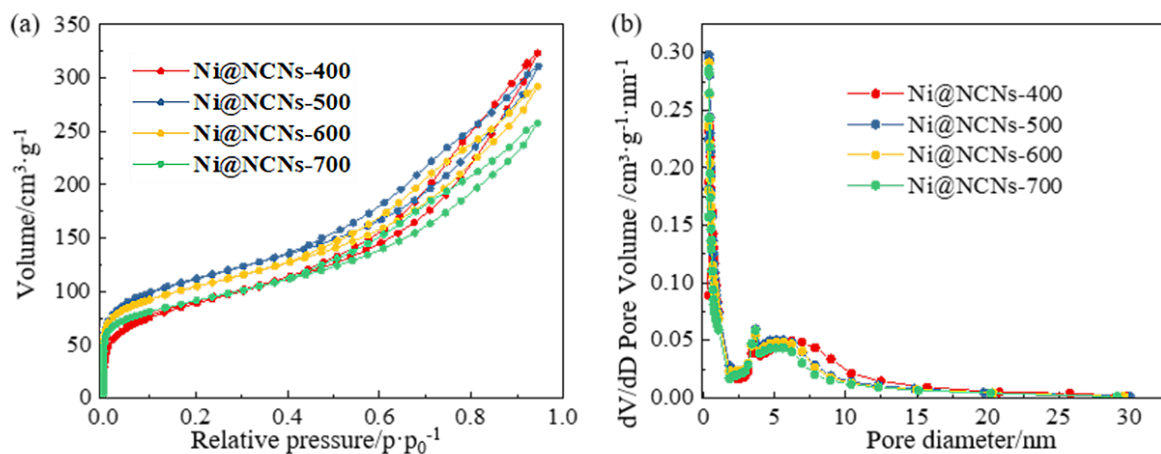 (a)
350
300
250
200
150
100
50
0
Volume/cm³·g⁻¹
Ni@NCNs-400
Ni@NCNs-500
Ni@NCNs-600
Ni@NCNs-700
0.0 0.2 0.4 0.6 0.8 1.0
Relative pressure/p·p₀⁻¹
(b)
0.30
0.25
0.20
0.15
0.10
0.05
0.00
dV/dD Pore Volume /cm³·g⁻¹·nm⁻¹
Ni@NCNs-400
Ni@NCNs-500
Ni@NCNs-600
Ni@NCNs-700
0 5 10 15 20 25 30
Pore diameter/nm